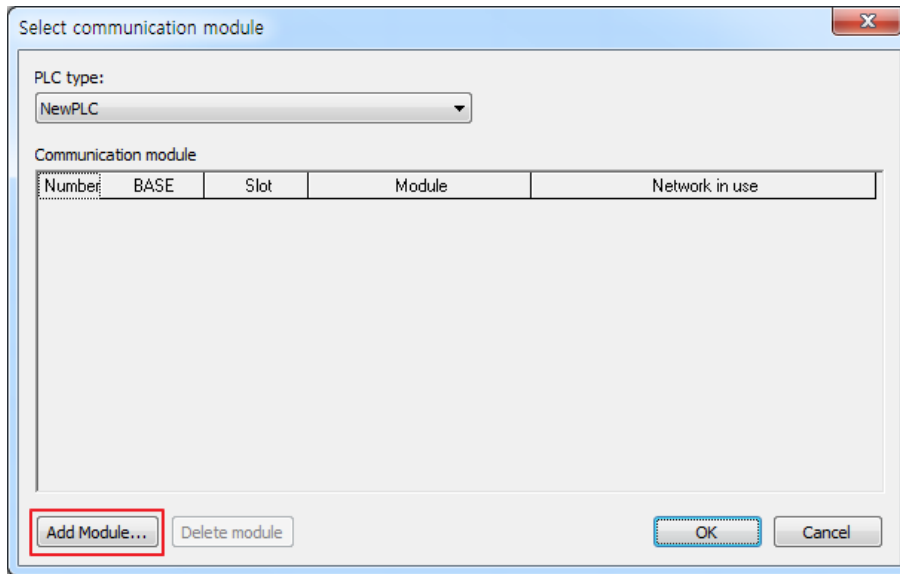 Select communication module
PLC type:
NewPLC
Communication module
Number BASE Slot Module Network in use
Add Module... Delete module OK Cancel